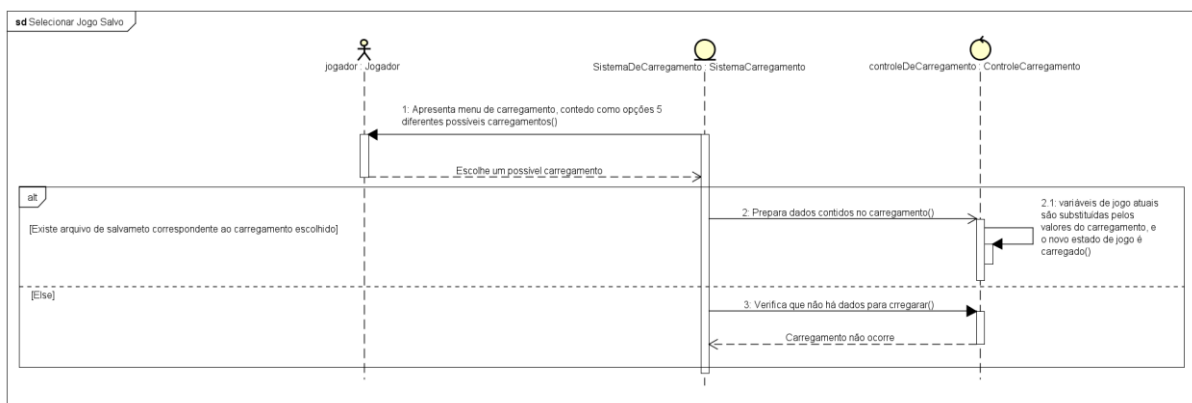 sd Selecionar Jogo Salvo
jogador : Jogador
SistemaDeCarregamento : SistemaCarregamento
controleDeCarregamento : ControleCarregamento
1: Apresenta menu de carregamento, contedo como opções 5
diferentes possíveis carregamentos()
Escolhe um possível carregamento
alt
[Existe arquivo de salvameto correspondente ao carregamento escolhido]
2: Prepara dados contidos no carregamento()
2.1: variáveis de jogo atuais
são substituídas pelos
valores do carregamento, e
o novo estado de jogo é
carregado()
[Else]
3: Verifica que não há dados para crregarar()
Carregamento não ocorre